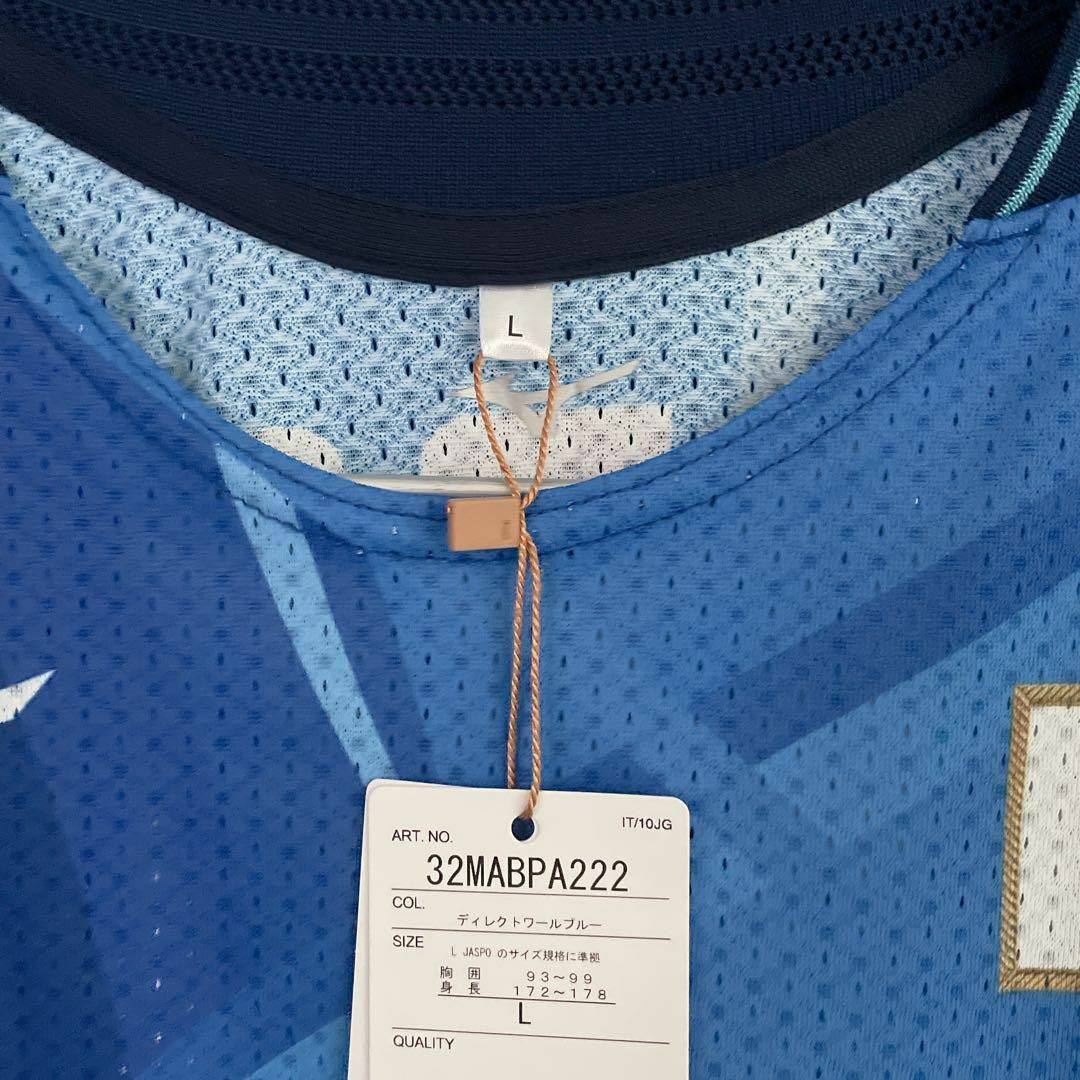 L
IT/10JG
ART. NO.
32MABPA222
COL.
ディレクトワールブルー
SIZE
L JASPO のサイズ規格に準拠
胸 囲 93~99
身 長 172~178
L
QUALITY